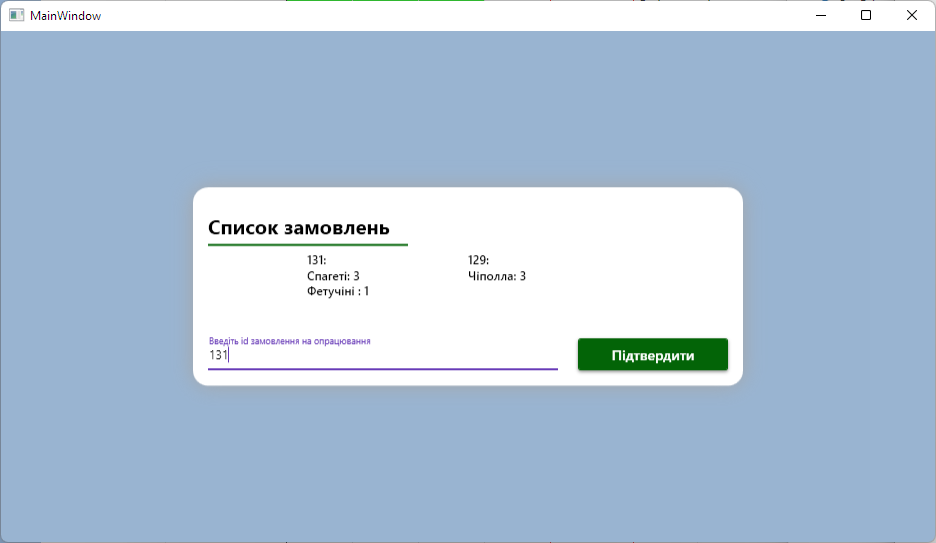 MainWindow
Список замовлень
131:
Спагеті: 3
Фетучіні : 1
129:
Чіполла: 3
Введіть id замовлення на опрацювання
131
Підтвердити